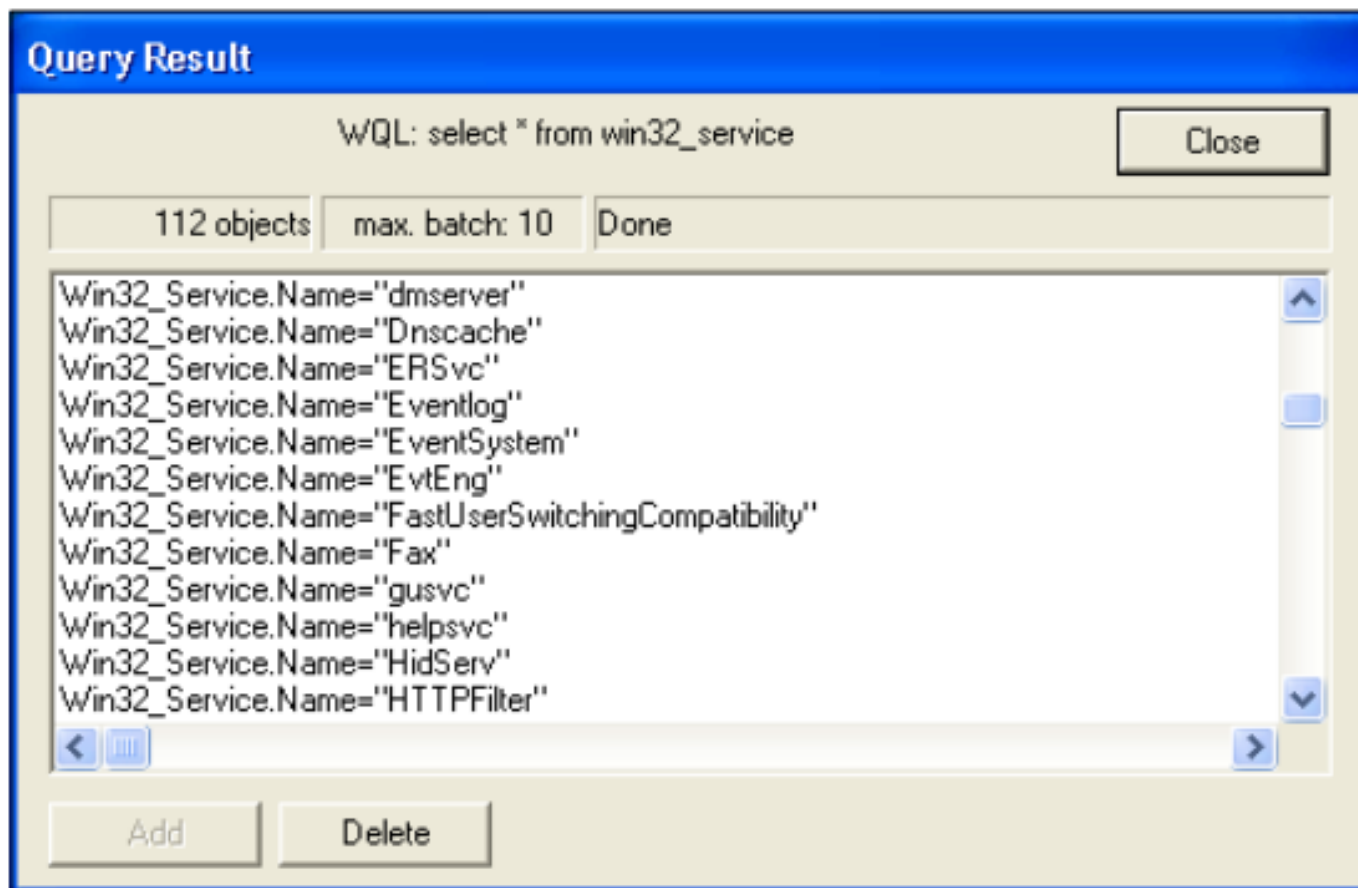 Query Result
WQL: select * from win32_service
Close
112 objects
max. batch: 10
Done
Win32_Service.Name="dmserver"
Win32_Service.Name="Dnscache"
Win32_Service.Name="ERSvc"
Win32_Service.Name="Eventlog"
Win32_Service.Name="EventSystem"
Win32_Service.Name="EvtEng"
Win32_Service.Name="FastUserSwitchingCompatibility"
Win32_Service.Name="Fax"
Win32_Service.Name="gusvc"
Win32_Service.Name="helpsvc"
Win32_Service.Name="HidServ"
Win32_Service.Name="HTTPFilter"
Add
Delete